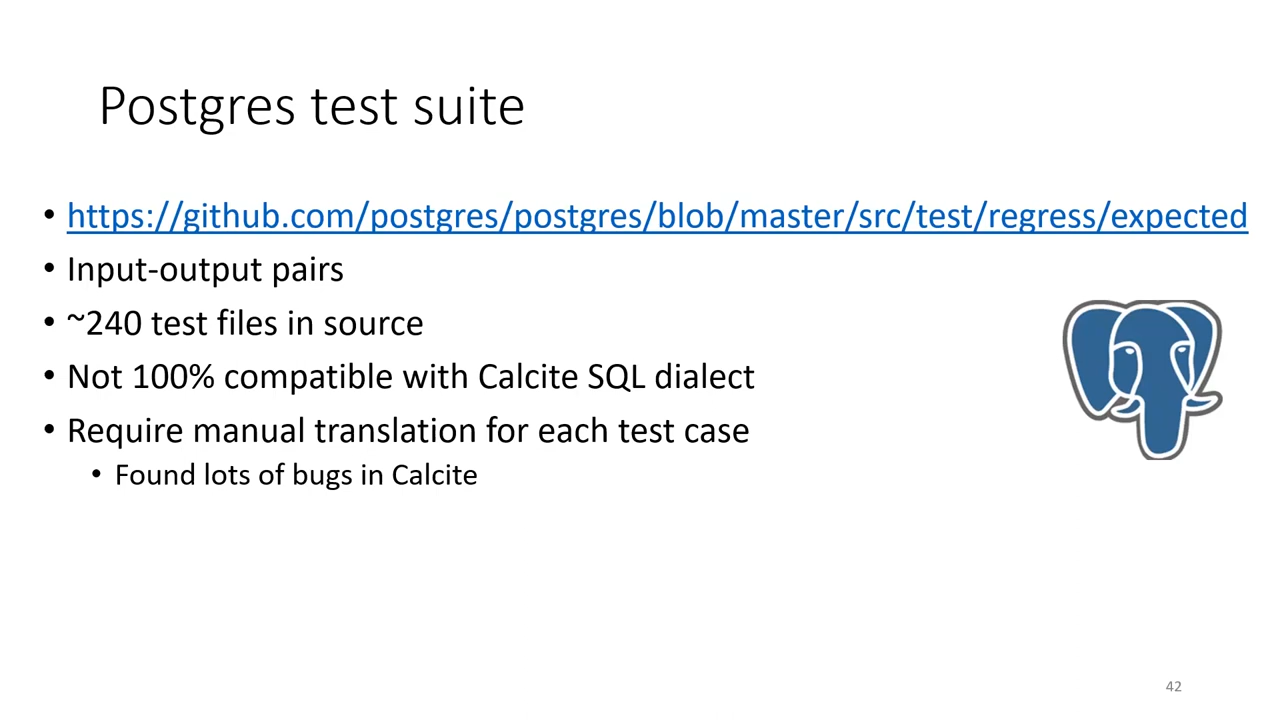 Postgres test suite
• https://github.com/postgres/postgres/blob/master/src/test/regress/expected
• Input-output pairs
• ~240 test files in source
• Not 100% compatible with Calcite SQL dialect
• Require manual translation for each test case
• Found lots of bugs in Calcite
42